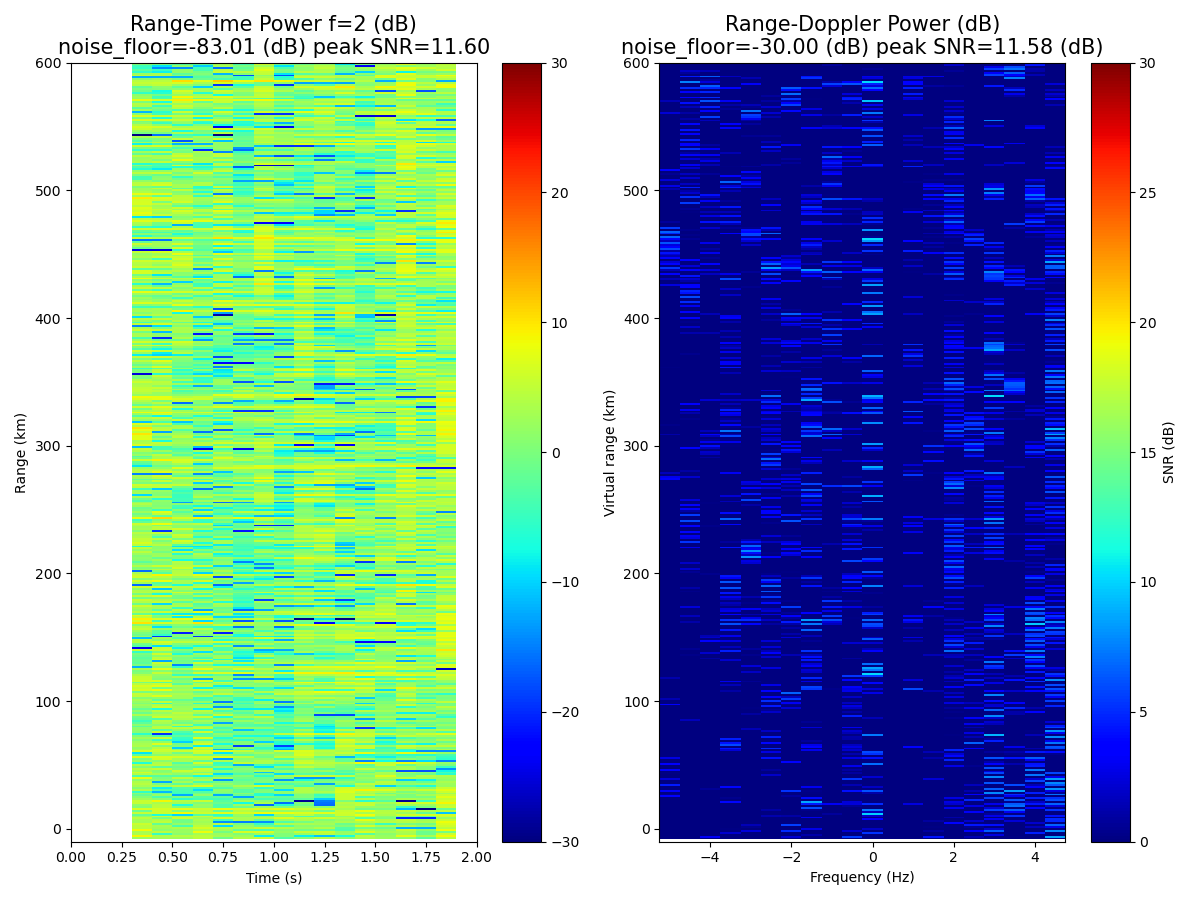 Range-Time Power f=2 (dB)
noise_floor=-83.01 (dB) peak SNR=11.60
Range (km)
600
500
400
300
200
100
0
0.00 0.25 0.50 0.75 1.00 1.25 1.50 1.75 2.00
Time (s)
30
20
10
0
−10
−20
−30
Range-Doppler Power (dB)
noise_floor=-30.00 (dB) peak SNR=11.58 (dB)
Virtual range (km)
600
500
400
300
200
100
0
−4 −2 0 2 4
Frequency (Hz)
30
25
20
15
10
5
0
SNR (dB)